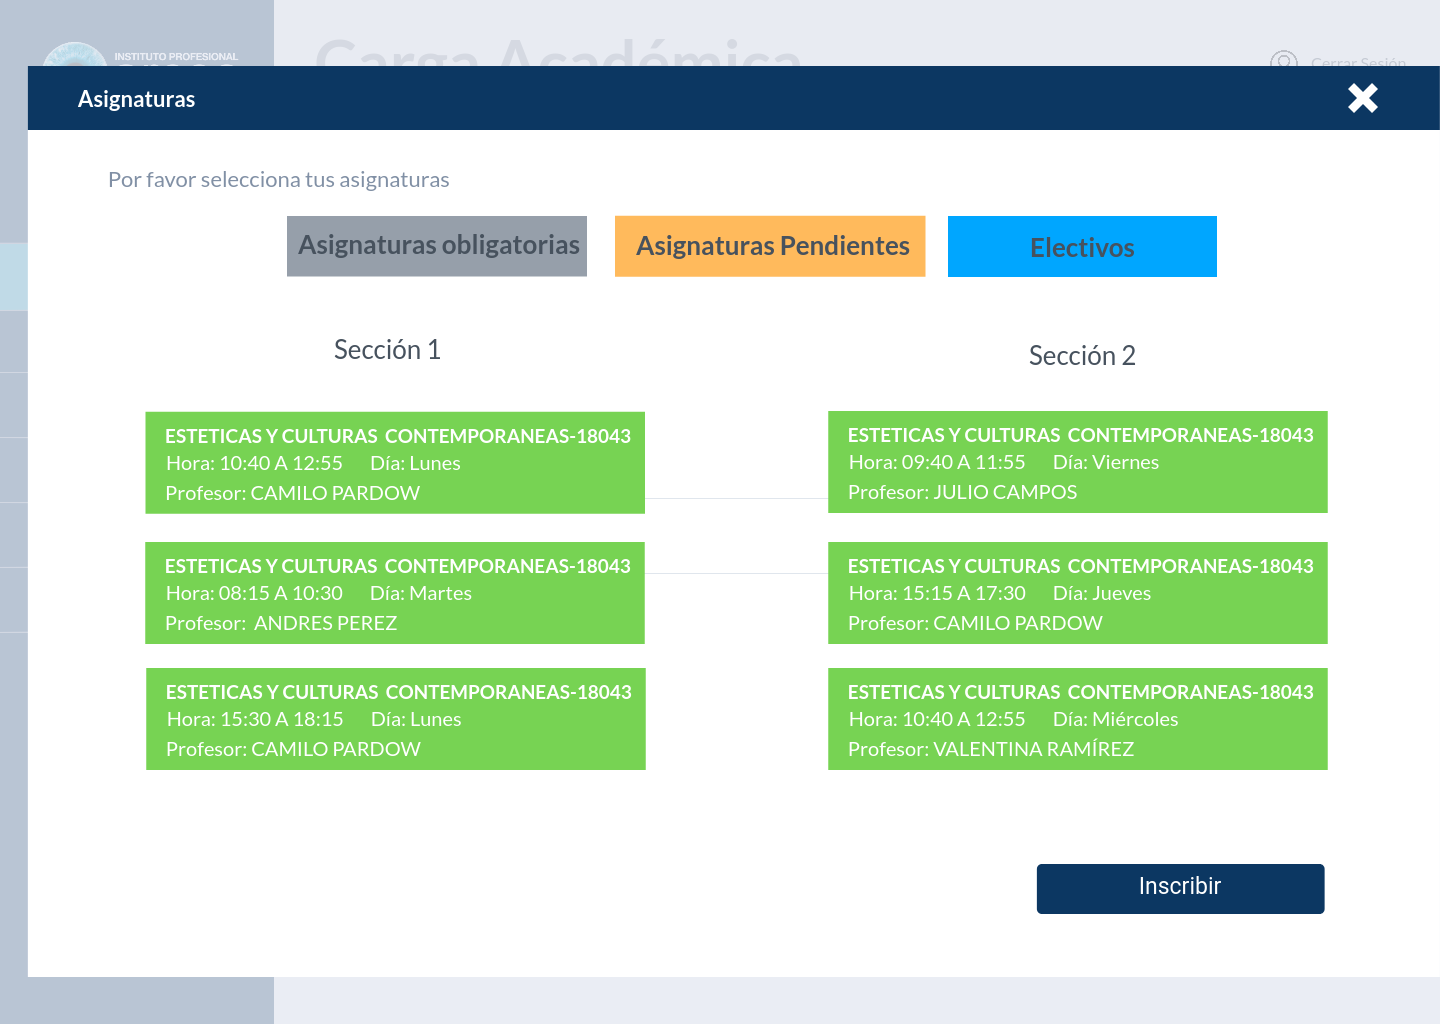 INSTITUTO PROFESIONAL
Carga Académica
Cerrar Sesión
Asignaturas
Por favor selecciona tus asignaturas
Asignaturas obligatorias
Asignaturas Pendientes
Electivos
Sección 1
Sección 2
ESTETICAS Y CULTURAS CONTEMPORANEAS-18043
Hora: 10:40 A 12:55 Día: Lunes
Profesor: CAMILO PARDOW
ESTETICAS Y CULTURAS CONTEMPORANEAS-18043
Hora: 09:40 A 11:55 Día: Viernes
Profesor: JULIO CAMPOS
ESTETICAS Y CULTURAS CONTEMPORANEAS-18043
Hora: 08:15 A 10:30 Día: Martes
Profesor: ANDRES PEREZ
ESTETICAS Y CULTURAS CONTEMPORANEAS-18043
Hora: 15:15 A 17:30 Día: Jueves
Profesor: CAMILO PARDOW
ESTETICAS Y CULTURAS CONTEMPORANEAS-18043
Hora: 15:30 A 18:15 Día: Lunes
Profesor: CAMILO PARDOW
ESTETICAS Y CULTURAS CONTEMPORANEAS-18043
Hora: 10:40 A 12:55 Día: Miércoles
Profesor: VALENTINA RAMÍREZ
Inscribir